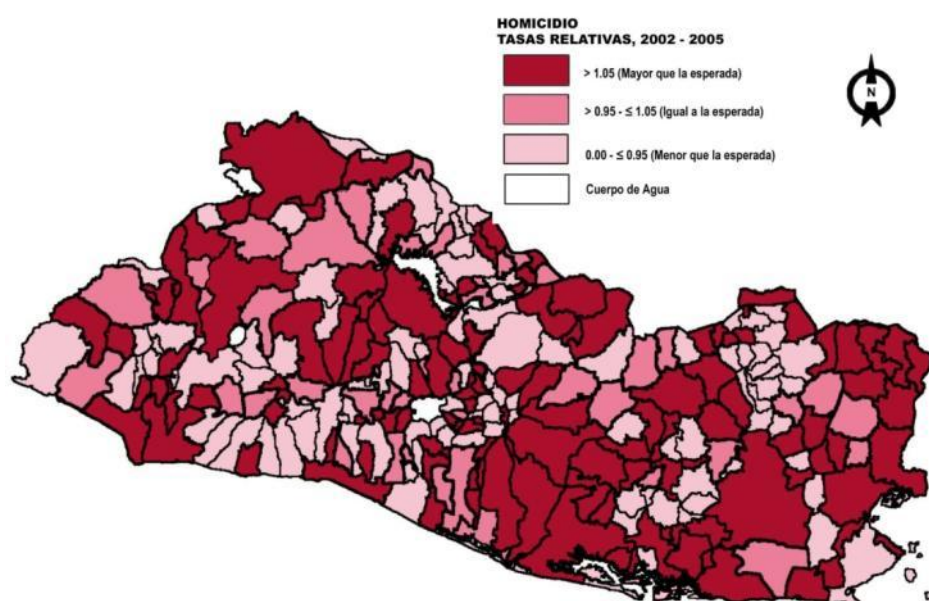 HOMICIDIO
TASAS RELATIVAS, 2002 - 2005
> 1.05 (Mayor que la esperada)
> 0.95 - ≤ 1.05 (Igual a la esperada)
0.00 - ≤ 0.95 (Menor que la esperada)
Cuerpo de Agua
N